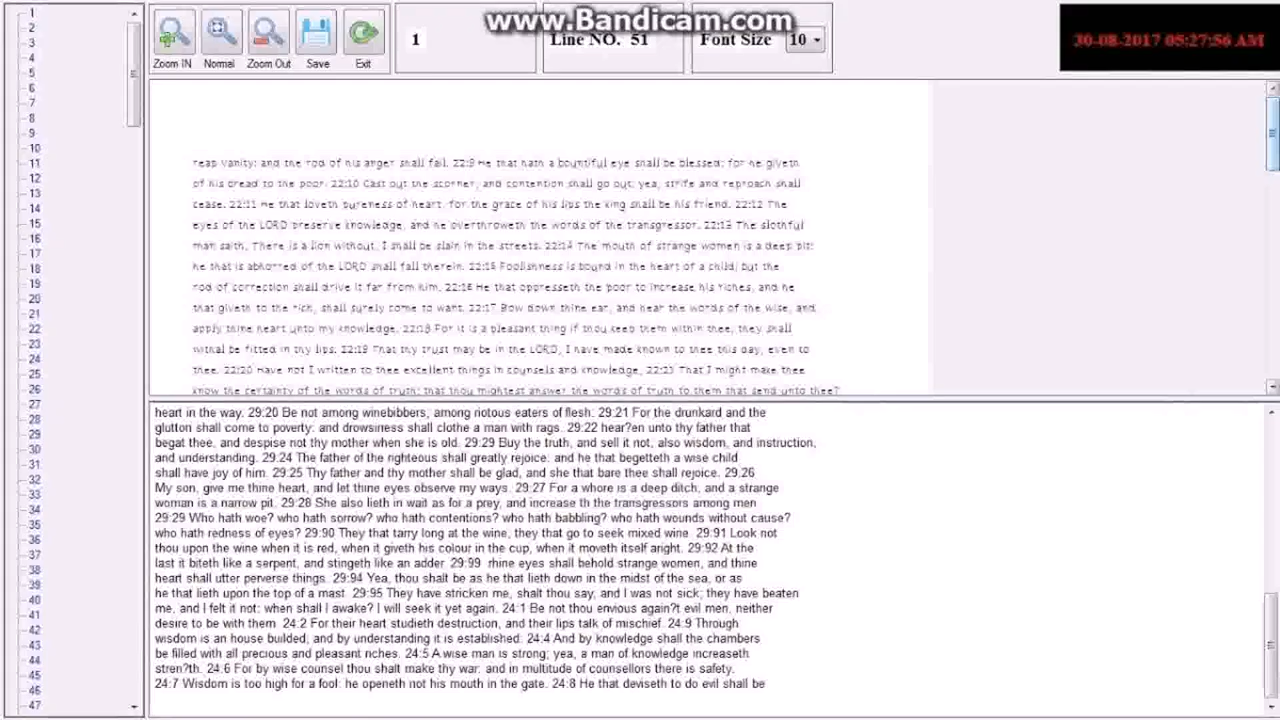 1
2
3
4
5
6
7
8
9
10
11
12
13
14
15
16
17
18
19
20
21
22
23
24
25
26
27
28
29
30
31
32
33
34
35
36
37
38
39
40
41
42
43
44
45
46
47
Zoom IN Normal Zoom Out Save Exit
1
www.Bandicam.com
Line NO. 51
Font Size 10
30-08-2017 05:27:56 AM
reap vanity: and the rod of his anger shall fail. 22:9 He that hath a bountiful eye shall be blessed; for he giveth
of his bread to the poor. 22:10 Cast out the scorner, and contention shall go out; yea, strife and reproach shall
cease. 22:11 He that loveth pureness of heart, for the grace of his lips the king shall be his friend. 22:12 The
eyes of the LORD preserve knowledge, and he overthroweth the words of the transgressor. 22:13 The slothful
man saith, There is a lion without, I shall be slain in the streets. 22:14 The mouth of strange women is a deep pit:
he that is abhorred of the LORD shall fall therein. 22:15 Foolishness is bound in the heart of a child; but the
rod of correction shall drive it far from him. 22:16 He that oppresseth the poor to increase his riches, and he
that giveth to the rich, shall surely come to want. 22:17 Bow down thine ear, and hear the words of the wise, and
apply thine heart unto my knowledge. 22:18 For it is a pleasant thing if thou keep them within thee; they shall
withal be fitted in thy lips. 22:19 That thy trust may be in the LORD, I have made known to thee this day, even to
thee. 22:20 Have not I written to thee excellent things in counsels and knowledge, 22:21 That I might make thee
know the certainty of the words of truth; that thou mightest answer the words of truth to them that send unto thee?
heart in the way. 29:20 Be not among winebibbers; among riotous eaters of flesh: 29:21 For the drunkard and the
glutton shall come to poverty: and drowsiness shall clothe a man with rags. 29:22 hear?en unto thy father that
begat thee, and despise not thy mother when she is old. 29:29 Buy the truth, and sell it not, also wisdom, and instruction,
and understanding. 29:24 The father of the righteous shall greatly rejoice: and he that begetteth a wise child
shall have joy of him. 29:25 Thy father and thy mother shall be glad, and she that bare thee shall rejoice. 29:26
My son, give me thine heart, and let thine eyes observe my ways. 29:27 For a whore is a deep ditch, and a strange
woman is a narrow pit. 29:28 She also lieth in wait as for a prey, and increase th the transgressors among men
29:29 Who hath woe? who hath sorrow? who hath contentions? who hath babbling? who hath wounds without cause?
who hath redness of eyes? 29:90 They that tarry long at the wine, they that go to seek mixed wine. 29:91 Look not
thou upon the wine when it is red, when it giveth his colour in the cup, when it moveth itself aright. 29:92 At the
last it biteth like a serpent, and stingeth like an adder 29:99 rhine eyes shall behold strange women, and thine
heart shall utter perverse things. 29:94 Yea, thou shalt be as he that lieth down in the midst of the sea, or as
he that lieth upon the top of a mast. 29:95 They have stricken me, shalt thou say, and I was not sick; they have beaten
me, and I felt it not: when shall I awake? I will seek it yet again. 24:1 Be not thou envious again?t evil men, neither
desire to be with them 24:2 For their heart studieth destruction, and their lips talk of mischief. 24:9 Through
wisdom is an house builded; and by understanding it is established: 24:4 And by knowledge shall the chambers
be filled with all precious and pleasant riches. 24:5 A wise man is strong; yea, a man of knowledge increaseth
stren?th. 24:6 For by wise counsel thou shalt make thy war: and in multitude of counsellors there is safety.
24:7 Wisdom is too high for a fool: he openeth not his mouth in the gate. 24:8 He that deviseth to do evil shall be